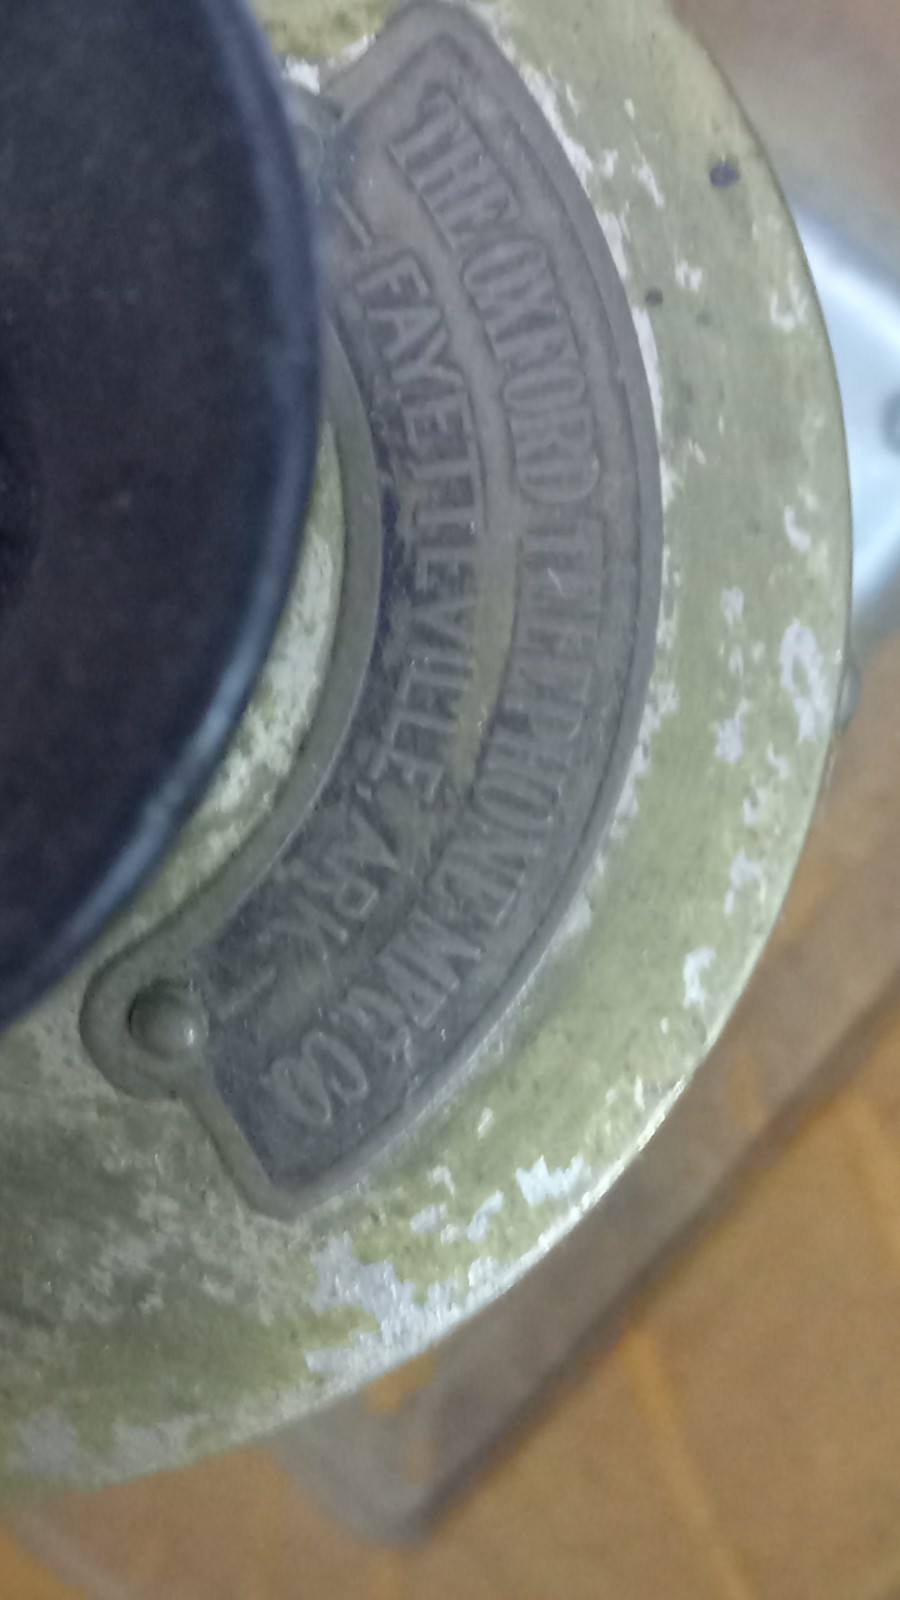 THE OXFORD TELEPHONE MFG. CO
- FAYETTEVILLE, ARK. -